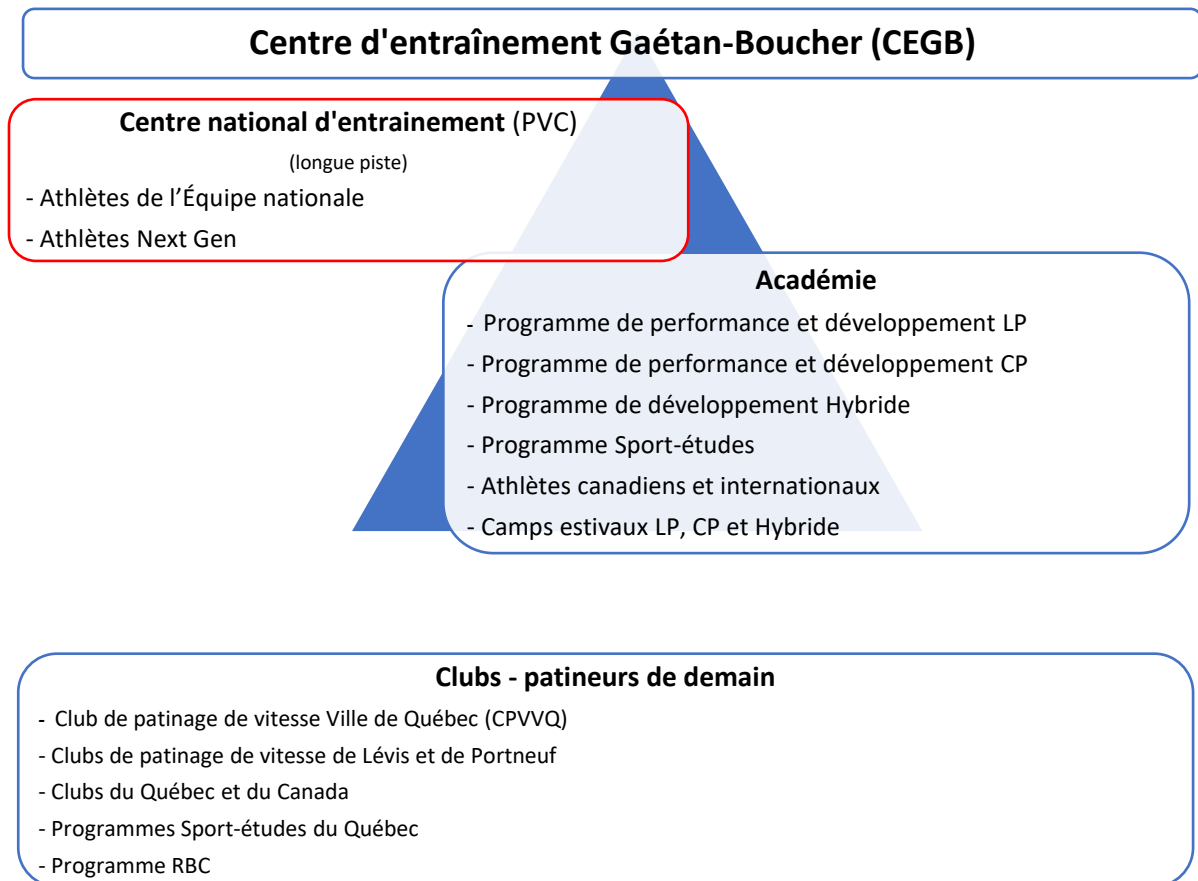 Centre d'entraînement Gaétan-Boucher (CEGB)
Centre national d'entrainement (PVC)
(longue piste)
- Athlètes de l’Équipe nationale
- Athlètes Next Gen
Académie
- Programme de performance et développement LP
- Programme de performance et développement CP
- Programme de développement Hybride
- Programme Sport-études
- Athlètes canadiens et internationaux
- Camps estivaux LP, CP et Hybride
Clubs - patineurs de demain
- Club de patinage de vitesse Ville de Québec (CPVVQ)
- Clubs de patinage de vitesse de Lévis et de Portneuf
- Clubs du Québec et du Canada
- Programmes Sport-études du Québec
- Programme RBC